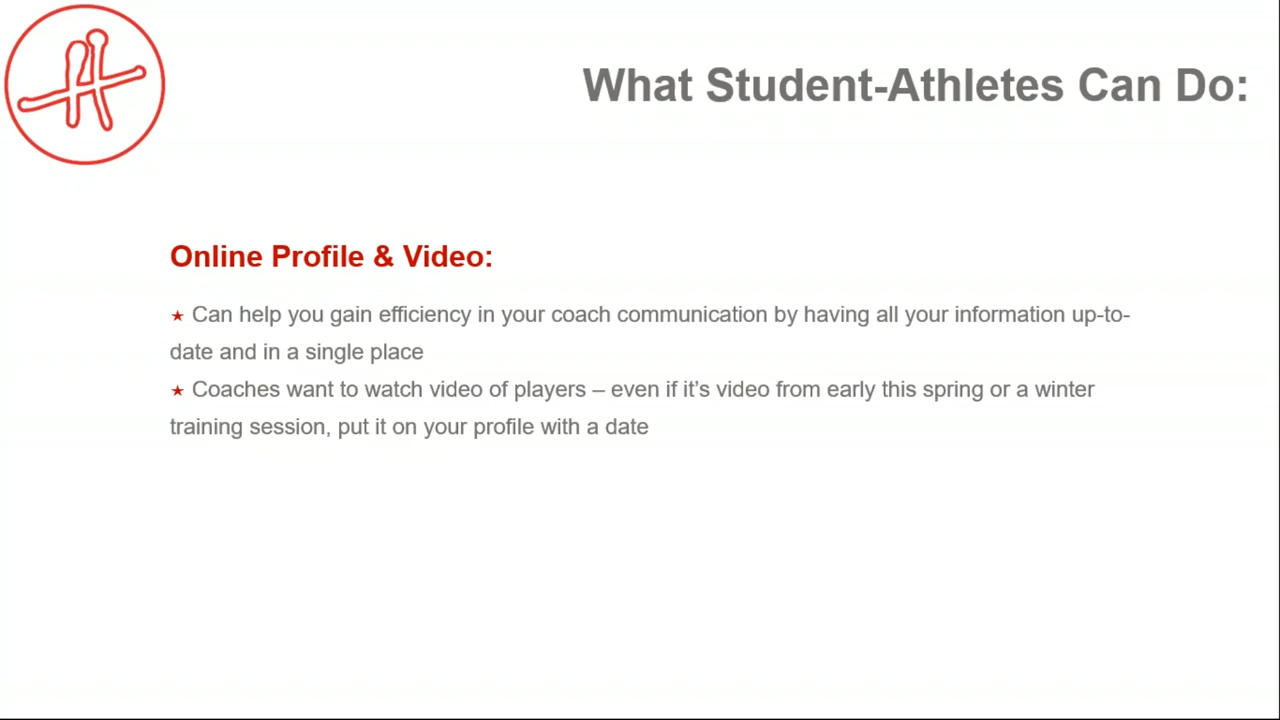 What Student-Athletes Can Do:
Online Profile & Video:
★ Can help you gain efficiency in your coach communication by having all your information up-to-
date and in a single place
★ Coaches want to watch video of players – even if it’s video from early this spring or a winter
training session, put it on your profile with a date